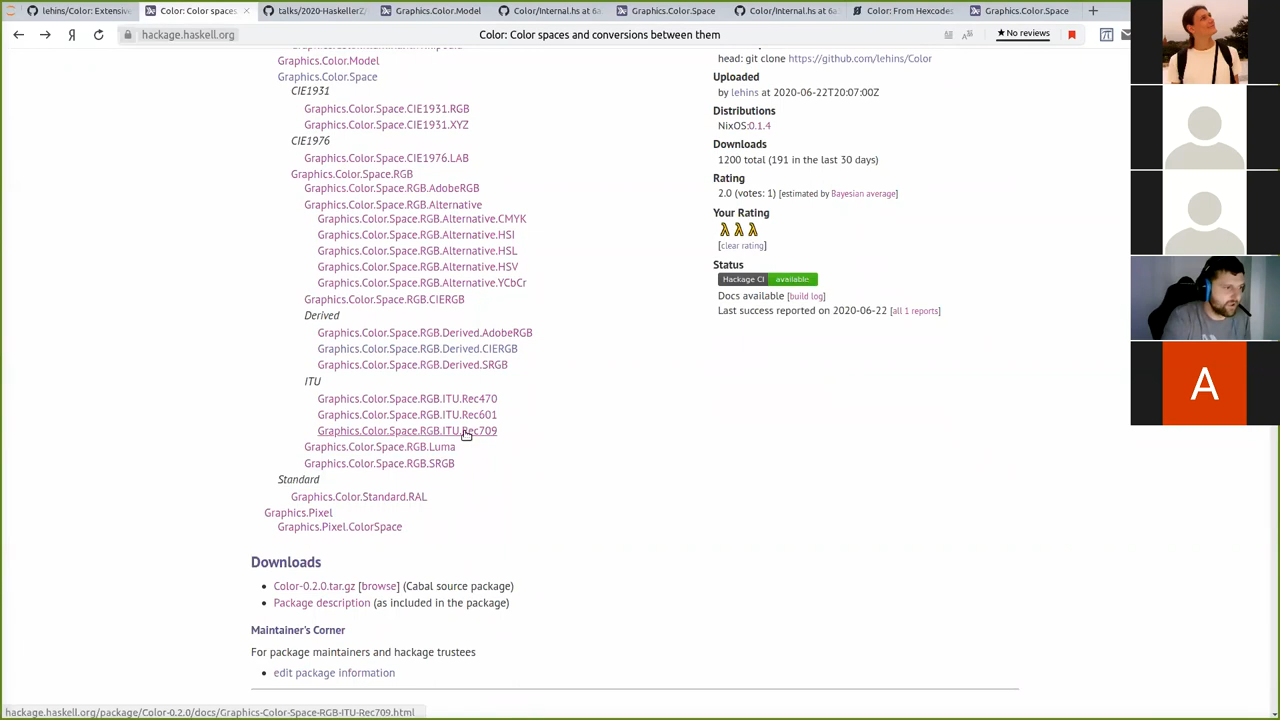 lehins/Color: Extensiv
Color: Color spaces
talks/2020-HaskellerZ/
Graphics.Color.Model
Color/Internal.hs at 6a
Graphics.Color.Space
Color/Internal.hs at 6a
Color: From Hexcodes
Graphics.Color.Space
hackage.haskell.org
Color: Color spaces and conversions between them
★No reviews
Graphics.Color.Model
Graphics.Color.Space
CIE1931
Graphics.Color.Space.CIE1931.RGB
Graphics.Color.Space.CIE1931.XYZ
CIE1976
Graphics.Color.Space.CIE1976.LAB
Graphics.Color.Space.RGB
Graphics.Color.Space.RGB.AdobeRGB
Graphics.Color.Space.RGB.Alternative
Graphics.Color.Space.RGB.Alternative.CMYK
Graphics.Color.Space.RGB.Alternative.HSI
Graphics.Color.Space.RGB.Alternative.HSL
Graphics.Color.Space.RGB.Alternative.HSV
Graphics.Color.Space.RGB.Alternative.YCbCr
Graphics.Color.Space.RGB.CIERGB
Derived
Graphics.Color.Space.RGB.Derived.AdobeRGB
Graphics.Color.Space.RGB.Derived.CIERGB
Graphics.Color.Space.RGB.Derived.SRGB
ITU
Graphics.Color.Space.RGB.ITU.Rec470
Graphics.Color.Space.RGB.ITU.Rec601
Graphics.Color.Space.RGB.ITU.Rec709
Graphics.Color.Space.RGB.Luma
Graphics.Color.Space.RGB.SRGB
Standard
Graphics.Color.Standard.RAL
Graphics.Pixel
Graphics.Pixel.ColorSpace
Downloads
Color-0.2.0.tar.gz [browse] (Cabal source package)
Package description (as included in the package)
Maintainer's Corner
For package maintainers and hackage trustees
edit package information
head: git clone https://github.com/lehins/Color
Uploaded
by lehins at 2020-06-22T20:07:00Z
Distributions
NixOS:0.1.4
Downloads
1200 total (191 in the last 30 days)
Rating
2.0 (votes: 1) [estimated by Bayesian average]
Your Rating
λ λ λ
[clear rating]
Status
Hackage CI available
Docs available [build log]
Last success reported on 2020-06-22 [all 1 reports]
A
hackage.haskell.org/package/Color-0.2.0/docs/Graphics-Color-Space-RGB-ITU-Rec709.html